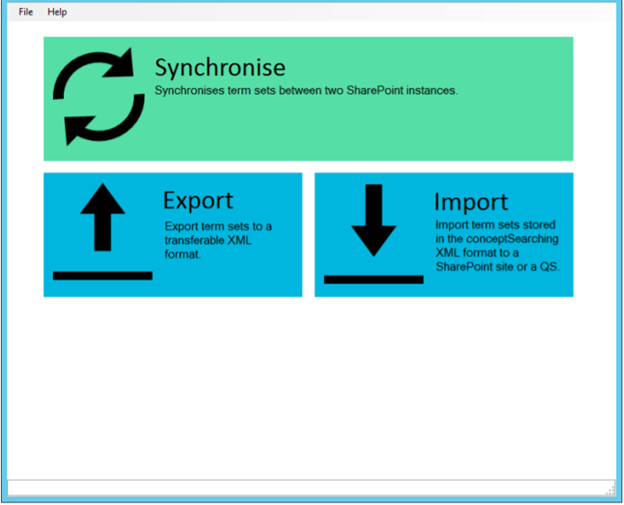 File Help
Synchronise
Synchronises term sets between two SharePoint instances.
Export
Export term sets to a
transferable XML
format.
Import
Import term sets stored
in the conceptSearching
XML format to a
SharePoint site or a QS.